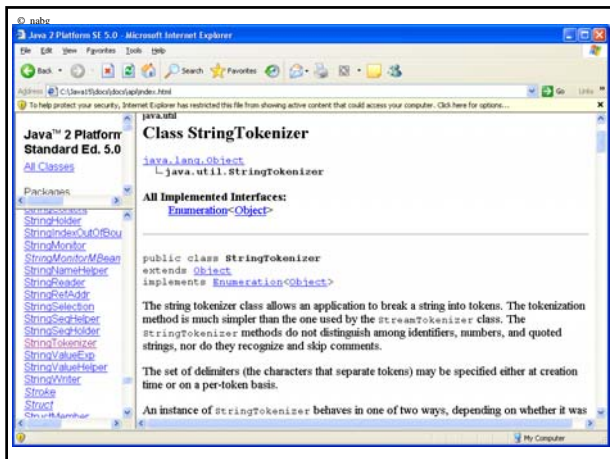 © nabg
Java 2 Platform SE 5.0 - Microsoft Internet Explorer
File Edit View Favorites Tools Help
Back Search Favorites
Address C:\Java15\docs\docs\api\index.html Go Links »
To help protect your security, Internet Explorer has restricted this file from showing active content that could access your computer. Click here for options...
Java™ 2 Platform
Standard Ed. 5.0
All Classes
Packages
StringHolder
StringIndexOutOfBou
StringMonitor
StringMonitorMBean
StringNameHelper
StringReader
StringRefAddr
StringSelection
StringSeqHelper
StringSeqHolder
StringTokenizer
StringValueExp
StringValueHelper
StringWriter
Stroke
Struct
StructMember
java.util
Class StringTokenizer
java.lang.Object
java.util.StringTokenizer
All Implemented Interfaces:
Enumeration<Object>
public class StringTokenizer
extends Object
implements Enumeration<Object>
The string tokenizer class allows an application to break a string into tokens. The tokenization
method is much simpler than the one used by the StreamTokenizer class. The
StringTokenizer methods do not distinguish among identifiers, numbers, and quoted
strings, nor do they recognize and skip comments.
The set of delimiters (the characters that separate tokens) may be specified either at creation
time or on a per-token basis.
An instance of StringTokenizer behaves in one of two ways, depending on whether it was
My Computer